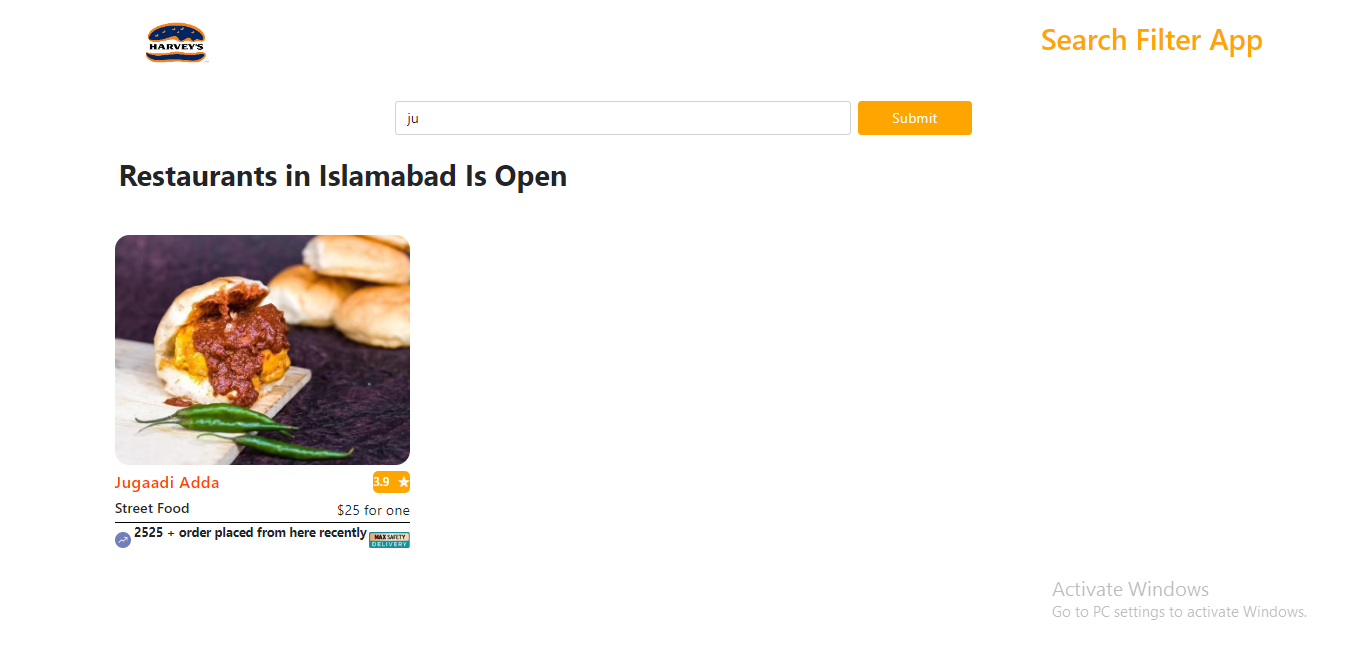 HARVEY'S
Search Filter App
ju
Submit
Restaurants in Islamabad Is Open
Jugaadi Adda
3.9
Street Food
$25 for one
2525 + order placed from here recently
MAX SAFETY
DELIVERY
Activate Windows
Go to PC settings to activate Windows.